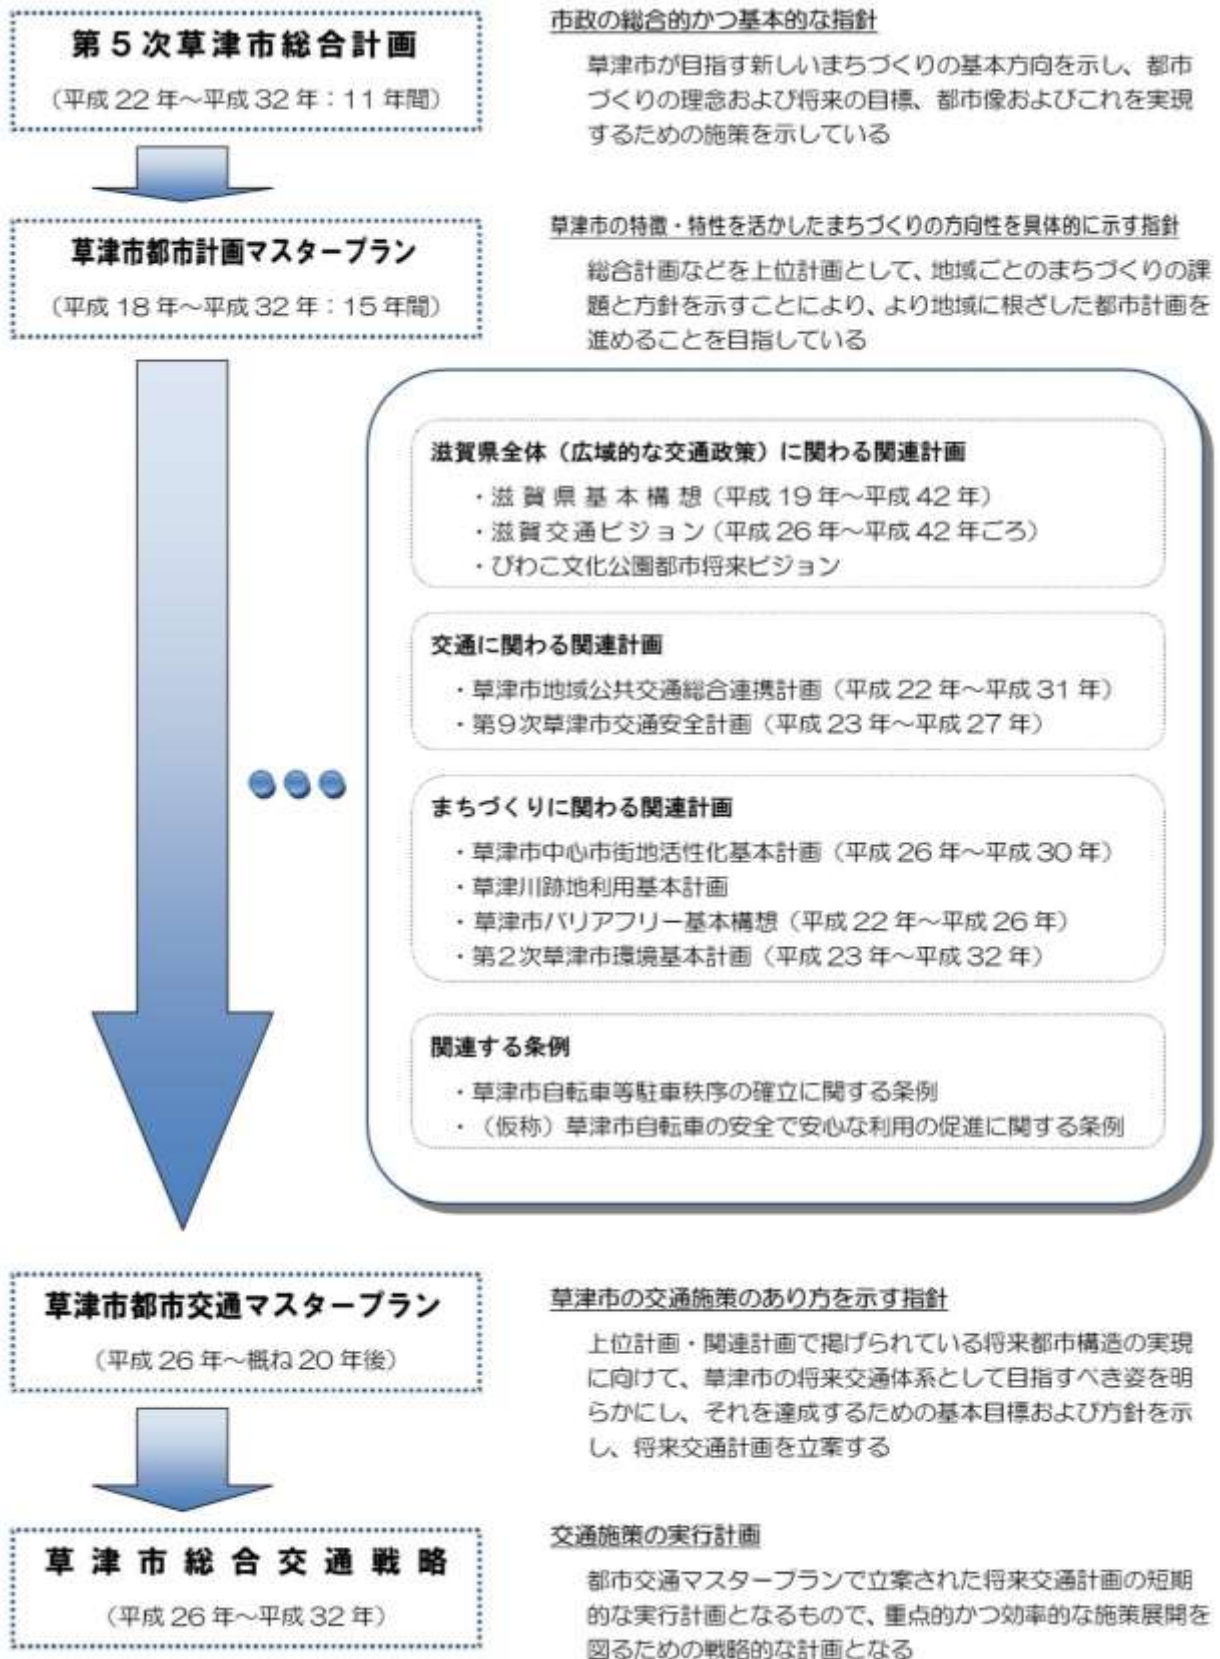 第5次草津市総合計画
（平成22年～平成32年：11年間）
市政の総合的かつ基本的な指針
草津市が目指す新しいまちづくりの基本方向を示し、都市
づくりの理念および将来の目標、都市像およびこれを実現
するための施策を示している
草津市都市計画マスタープラン
（平成18年～平成32年：15年間）
草津市の特徴・特性を活かしたまちづくりの方向性を具体的に示す指針
総合計画などを上位計画として、地域ごとのまちづくりの課
題と方針を示すことにより、より地域に根ざした都市計画を
進めることを目指している
滋賀県全体（広域的な交通政策）に関わる関連計画
・滋賀県基本構想（平成19年～平成42年）
・滋賀交通ビジョン（平成26年～平成42年ごろ）
・びわこ文化公園都市将来ビジョン
交通に関わる関連計画
・草津市地域公共交通総合連携計画（平成22年～平成31年）
・第9次草津市交通安全計画（平成23年～平成27年）
まちづくりに関わる関連計画
・草津市中心市街地活性化基本計画（平成26年～平成30年）
・草津川跡地利用基本計画
・草津市バリアフリー基本構想（平成22年～平成26年）
・第2次草津市環境基本計画（平成23年～平成32年）
関連する条例
・草津市自転車等駐車秩序の確立に関する条例
・（仮称）草津市自転車の安全で安心な利用の促進に関する条例
草津市都市交通マスタープラン
（平成26年～概ね20年後）
草津市の交通施策のあり方を示す指針
上位計画・関連計画で掲げられている将来都市構造の実現
に向けて、草津市の将来交通体系として目指すべき姿を明
らかにし、それを達成するための基本目標および方針を示
し、将来交通計画を立案する
草津市総合交通戦略
（平成26年～平成32年）
交通施策の実行計画
都市交通マスタープランで立案された将来交通計画の短期
的な実行計画となるもので、重点的かつ効率的な施策展開を
図るための戦略的な計画となる